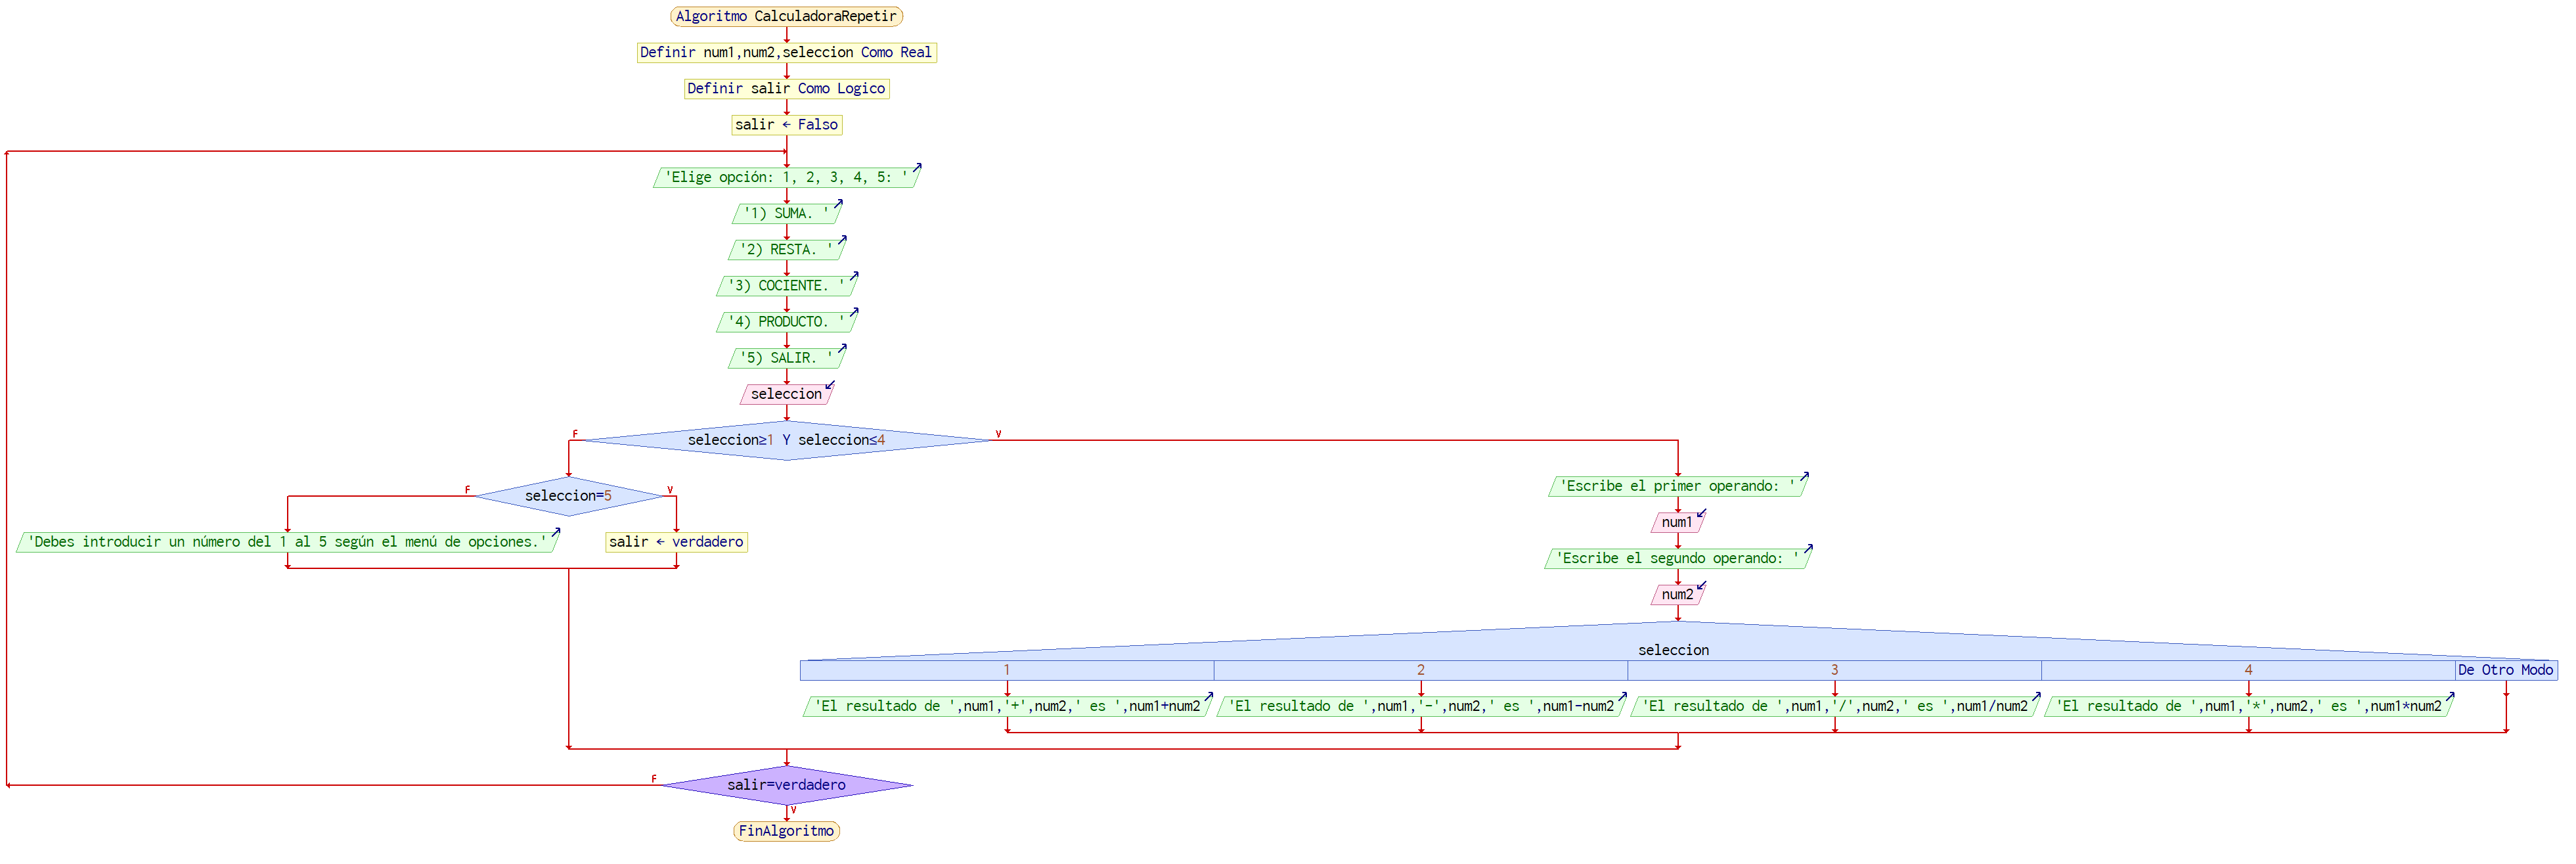 Algoritmo CalculadoraRepetir
Definir num1,num2,seleccion Como Real
Definir salir Como Logico
salir ← Falso
'Elige opción: 1, 2, 3, 4, 5: '
'1) SUMA. '
'2) RESTA. '
'3) COCIENTE. '
'4) PRODUCTO. '
'5) SALIR. '
seleccion
F seleccion≥1 Y seleccion≤4 V
F seleccion=5 V
'Debes introducir un número del 1 al 5 según el menú de opciones.'
salir ← verdadero
'Escribe el primer operando: '
num1
'Escribe el segundo operando: '
num2
seleccion
1 2 3 4 De Otro Modo
'El resultado de ',num1,'+',num2,' es ',num1+num2
'El resultado de ',num1,'-',num2,' es ',num1-num2
'El resultado de ',num1,'/',num2,' es ',num1/num2
'El resultado de ',num1,'*',num2,' es ',num1*num2
F salir=verdadero
V
FinAlgoritmo